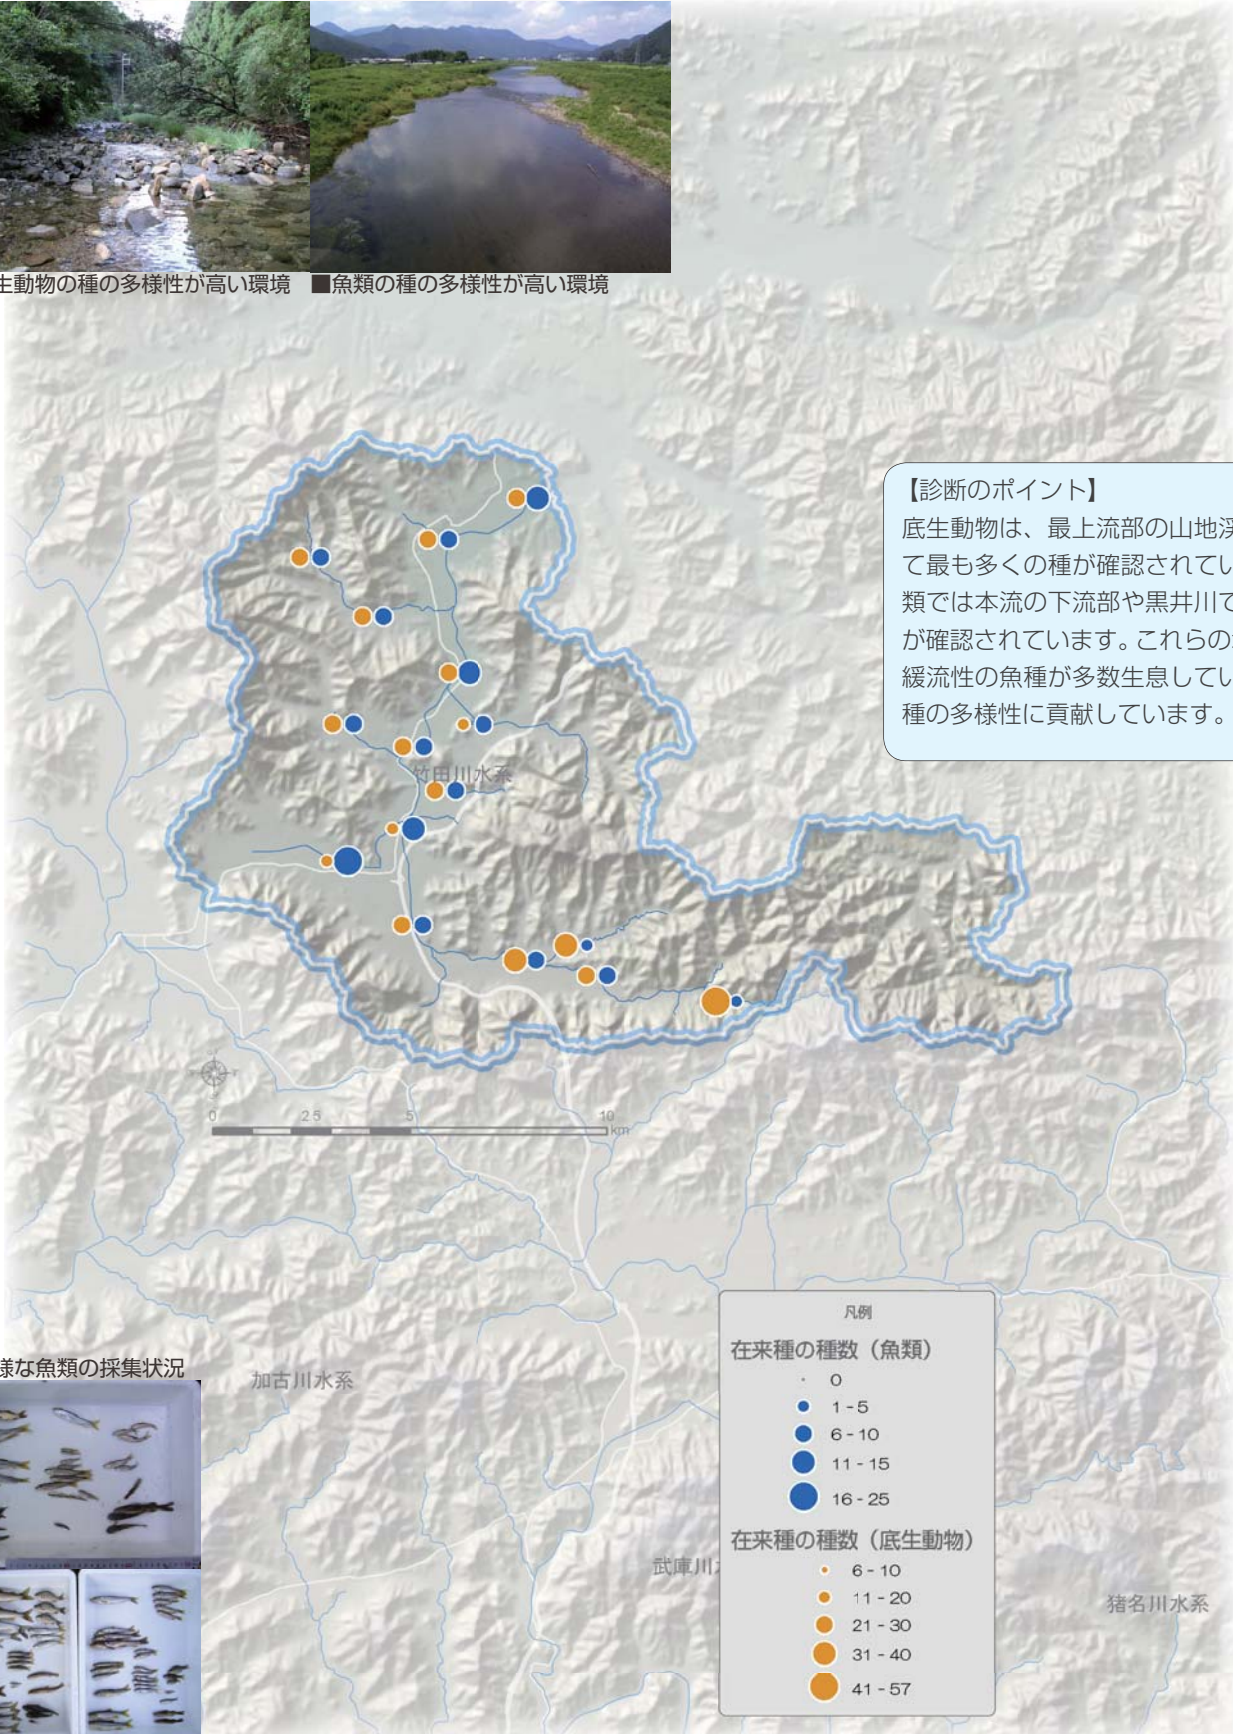 生動物の種の多様性が高い環境
■魚類の種の多様性が高い環境
【診断のポイント】
底生動物は、最上流部の山地渓
て最も多くの種が確認されてい
類では本流の下流部や黒井川で
が確認されています。これらの
緩流性の魚種が多数生息してい
種の多様性に貢献しています。
竹田川水系
0 2.5 5 10
km
様な魚類の採集状況
加古川水系
武庫川
猪名川水系
凡例
在来種の種数（魚類）
0
1 - 5
6 - 10
11 - 15
16 - 25
在来種の種数（底生動物）
6 - 10
11 - 20
21 - 30
31 - 40
41 - 57